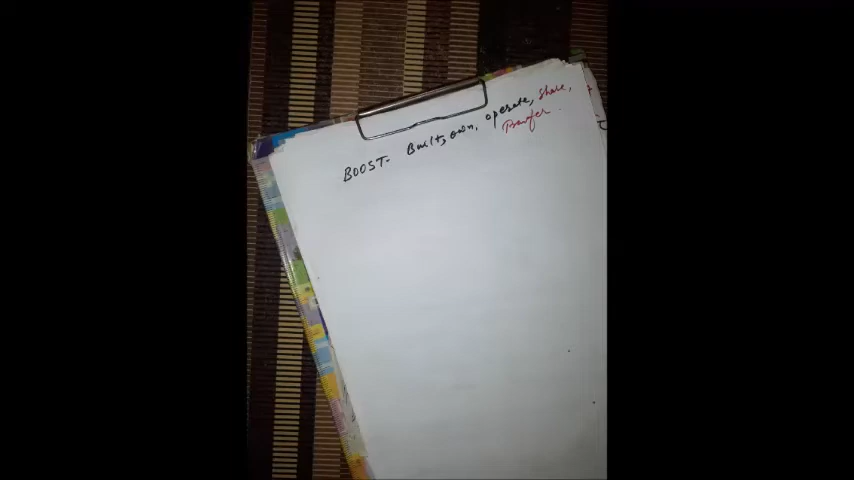 BOOST- Built, own, operate, Share,
Transfer.